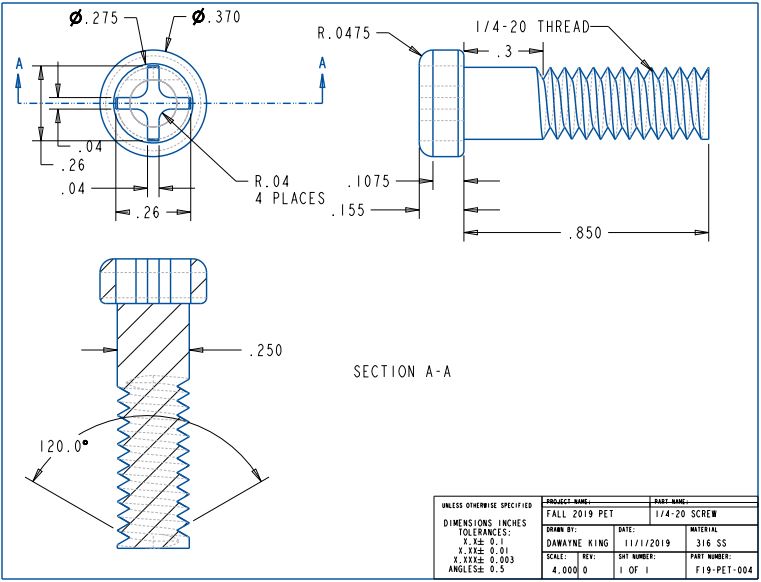 Ø.275
Ø.370
R.0475
1/4-20 THREAD
.3
A
A
.04
.26
.04
.26
R.04
4 PLACES
.1075
.155
.850
.250
SECTION A-A
120.0°
UNLESS OTHERWISE SPECIFIED
DIMENSIONS INCHES
TOLERANCES:
X.X± 0.1
X.XX± 0.01
X.XXX± 0.003
ANGLES± 0.5
PROJECT NAME:
FALL 2019 PET
PART NAME:
1/4-20 SCREW
DRAWN BY:
DAWAYNE KING
DATE:
11/1/2019
MATERIAL
316 SS
SCALE:
4.000
REV:
0
SHT NUMBER:
1 OF 1
PART NUMBER:
F19-PET-004